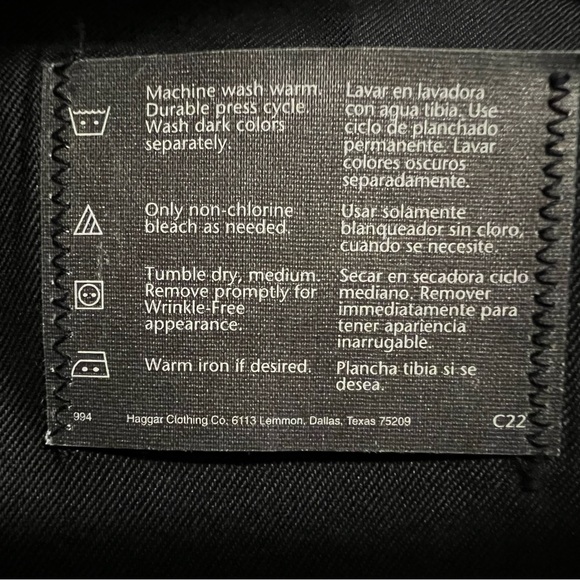 Machine wash warm.
Durable press cycle.
Wash dark colors
separately.
Lavar en lavadora
con agua tibia. Use
ciclo de planchado
permanente. Lavar
colores oscuros
separadamente.
Only non-chlorine
bleach as needed.
Usar solamente
blanqueador sin cloro,
cuando se necesite.
Tumble dry, medium.
Remove promptly for
Wrinkle-Free
appearance.
Secar en secadora ciclo
mediano. Remover
immediatamente para
tener apariencia
inarrugable.
Warm iron if desired.
Plancha tibia si se
desea.
994
Haggar Clothing Co. 6113 Lemmon, Dallas, Texas 75209
C22